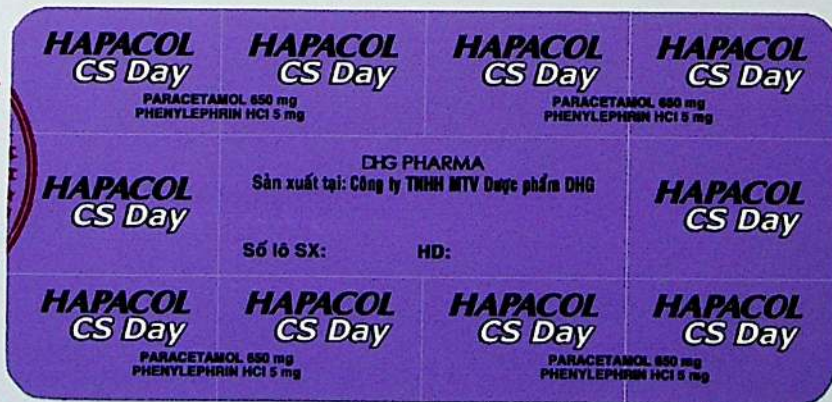 HAPACOL HAPACOL HAPACOL HAPACOL
CS Day CS Day CS Day CS Day
PARACETAMOL 650 mg PARACETAMOL 650 mg
PHENYLEPHRIN HCl 5 mg PHENYLEPHRIN HCl 5 mg
DHG PHARMA
Sản xuất tại: Công ty TNHH MTV Dược phẩm DHG
HAPACOL HAPACOL
CS Day CS Day
Số lô SX: HD:
HAPACOL HAPACOL HAPACOL HAPACOL
CS Day CS Day CS Day CS Day
PARACETAMOL 650 mg PARACETAMOL 650 mg
PHENYLEPHRIN HCl 5 mg PHENYLEPHRIN HCl 5 mg